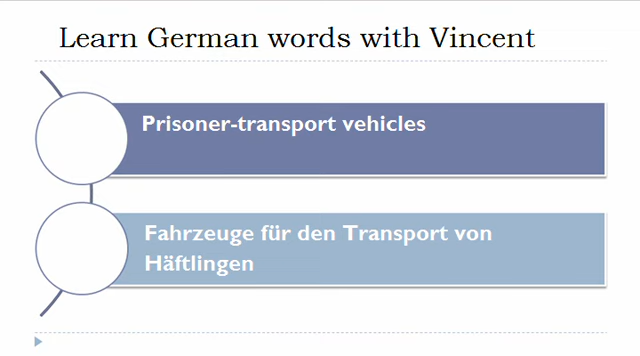 Learn German words with Vincent
Prisoner-transport vehicles
Fahrzeuge für den Transport von
Häftlingen